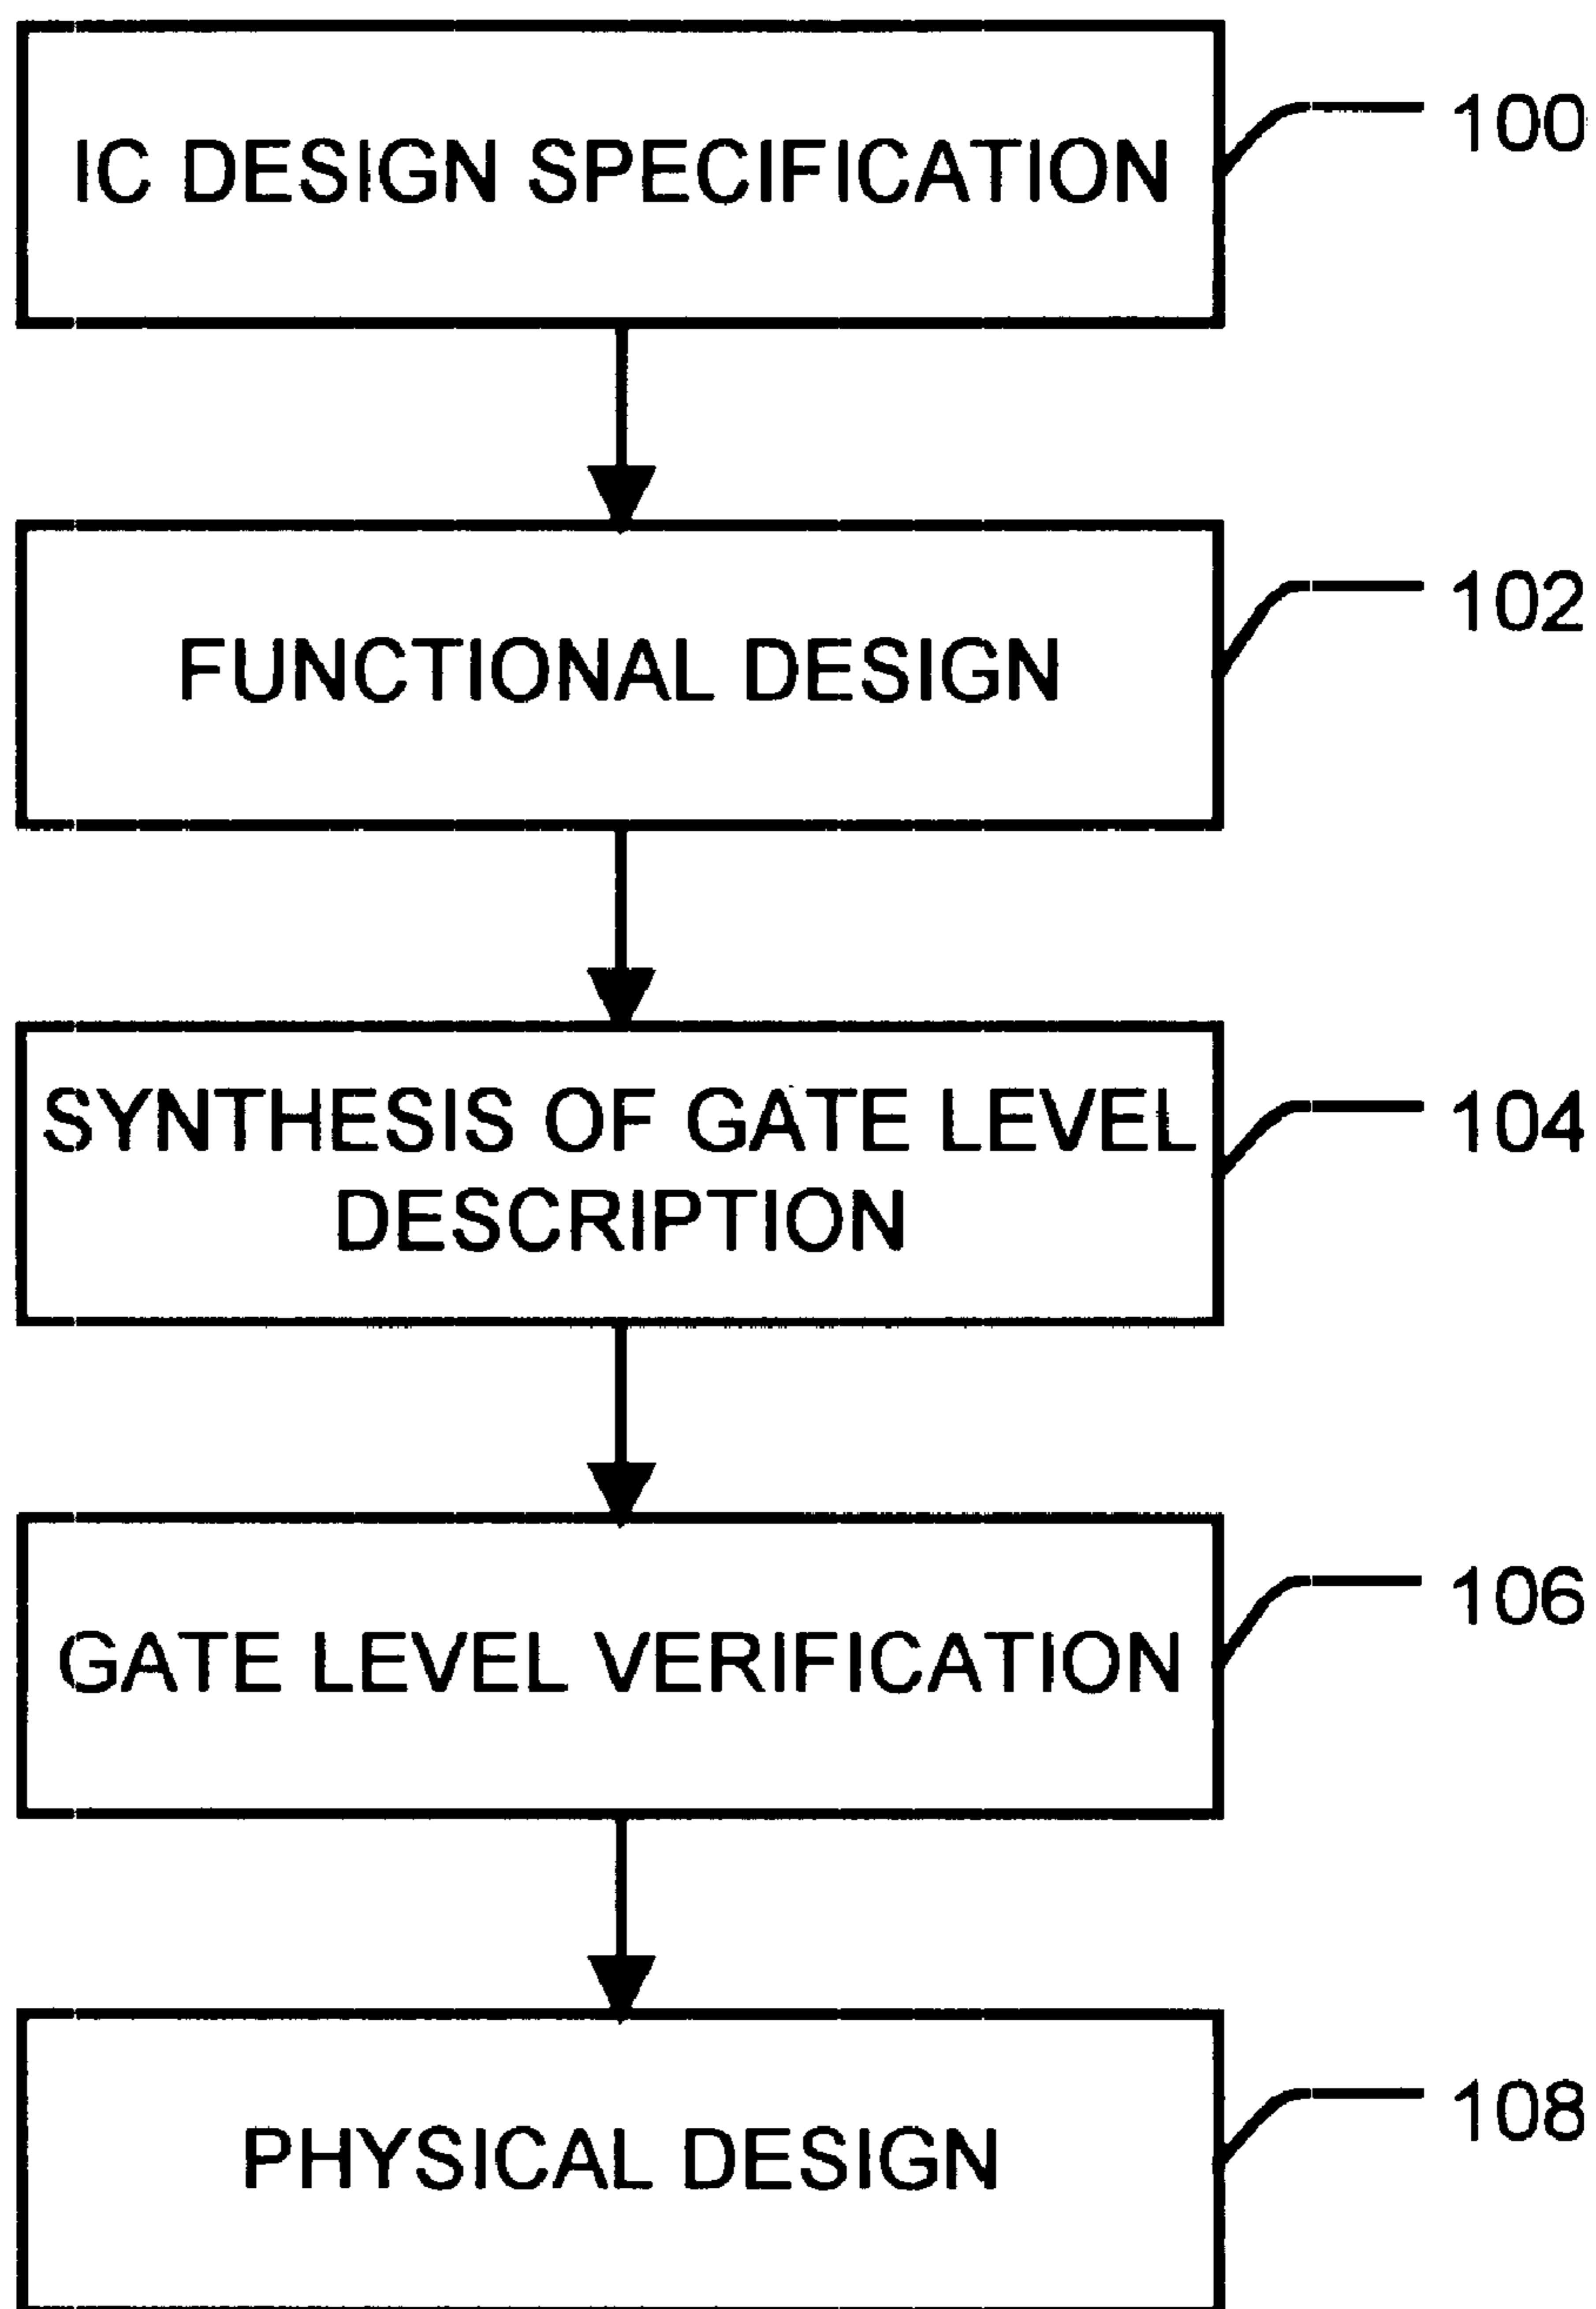 IC DESIGN SPECIFICATION
100
FUNCTIONAL DESIGN
102
SYNTHESIS OF GATE LEVEL
DESCRIPTION
104
GATE LEVEL VERIFICATION
106
PHYSICAL DESIGN
108